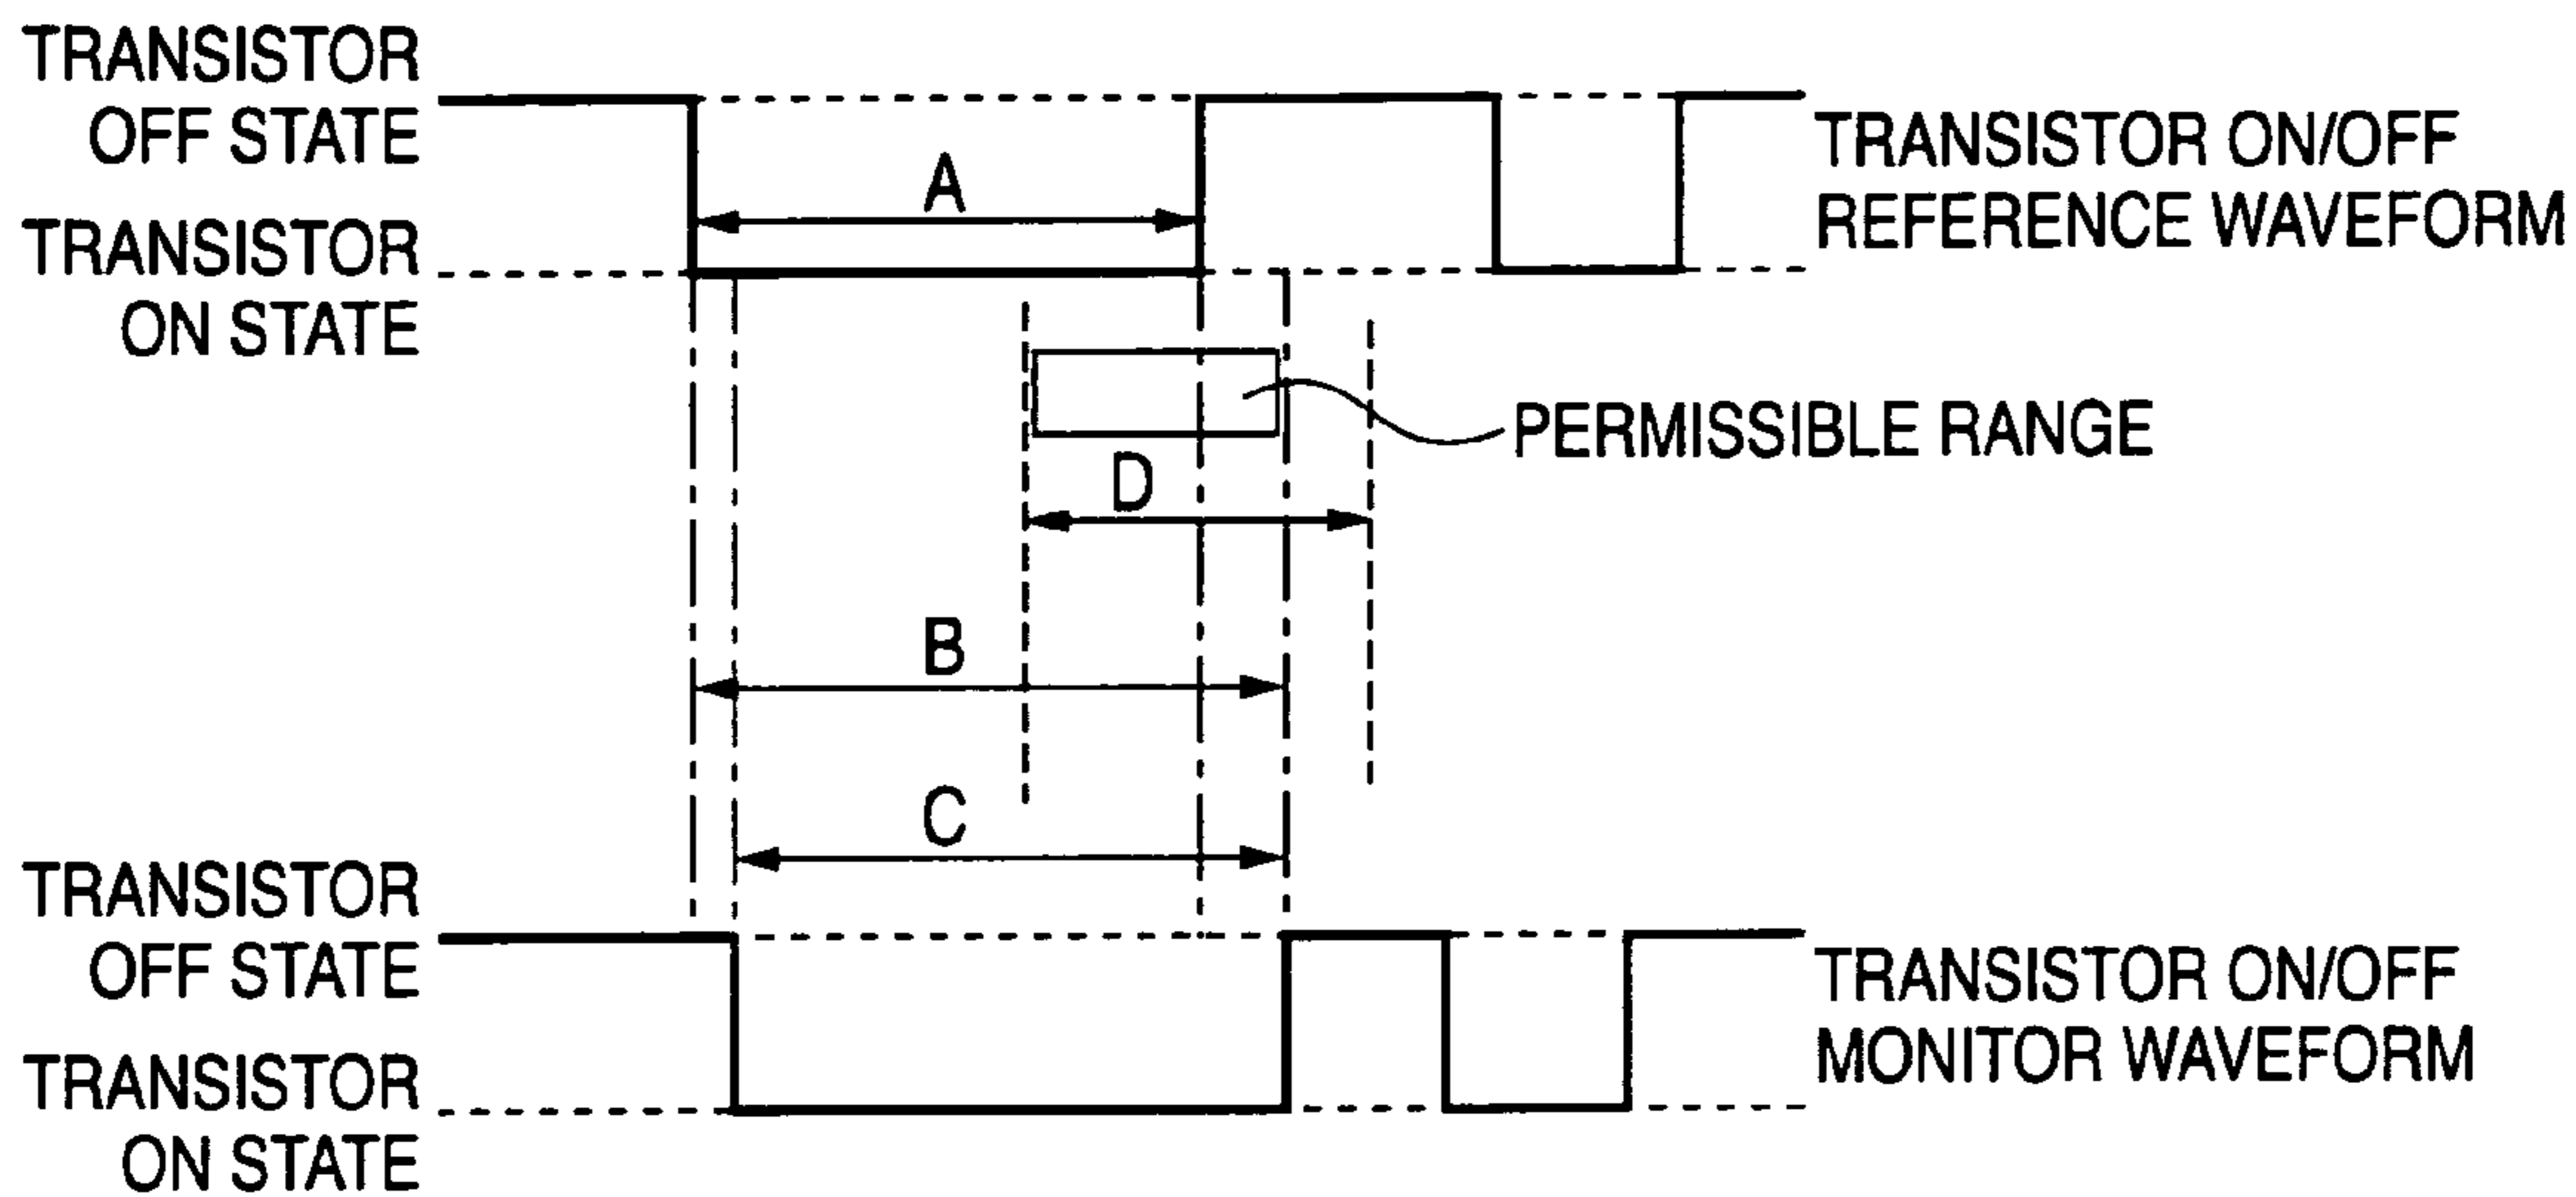 TRANSISTOR
OFF STATE
TRANSISTOR
ON STATE
A
TRANSISTOR ON/OFF
REFERENCE WAVEFORM
PERMISSIBLE RANGE
D
B
C
TRANSISTOR
OFF STATE
TRANSISTOR
ON STATE
TRANSISTOR ON/OFF
MONITOR WAVEFORM